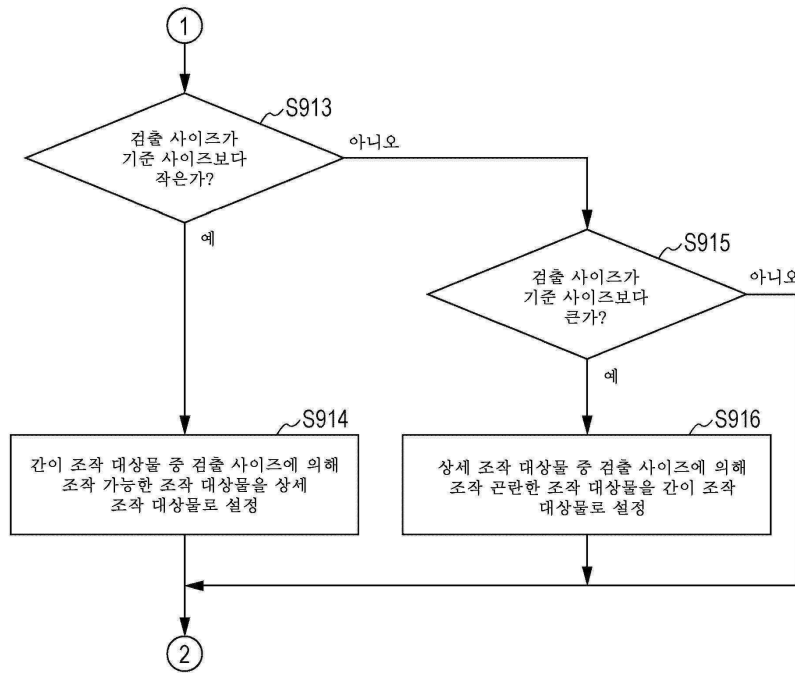 1
S913
검출 사이즈가
기준 사이즈보다
작은가?
아니오
예
S915
검출 사이즈가
기준 사이즈보다
큰가?
아니오
예
S914
간이 조작 대상물 중 검출 사이즈에 의해
조작 가능한 조작 대상물을 상세
조작 대상물로 설정
S916
상세 조작 대상물 중 검출 사이즈에 의해
조작 곤란한 조작 대상물을 간이 조작
대상물로 설정
2